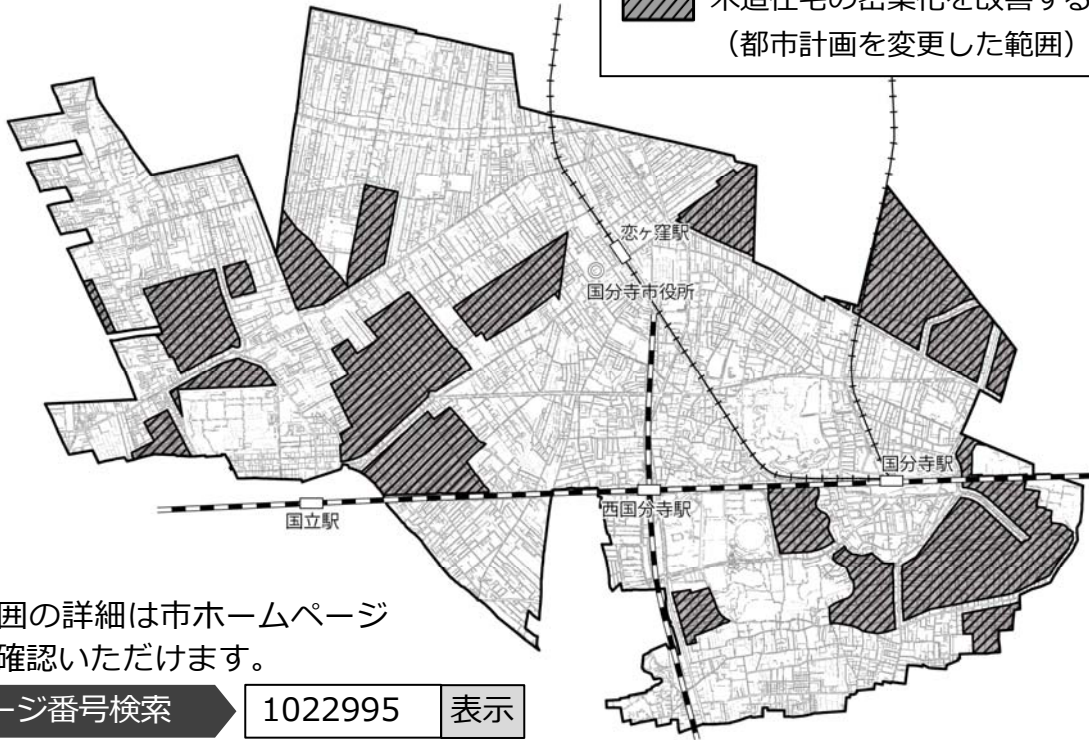 木造住宅の密集化を改善する
（都市計画を変更した範囲）
恋ヶ窪駅
国分寺市役所
国分寺駅
西国分寺駅
国立駅
囲の詳細は市ホームページ
確認いただけます。
ージ番号検索 1022995 表示